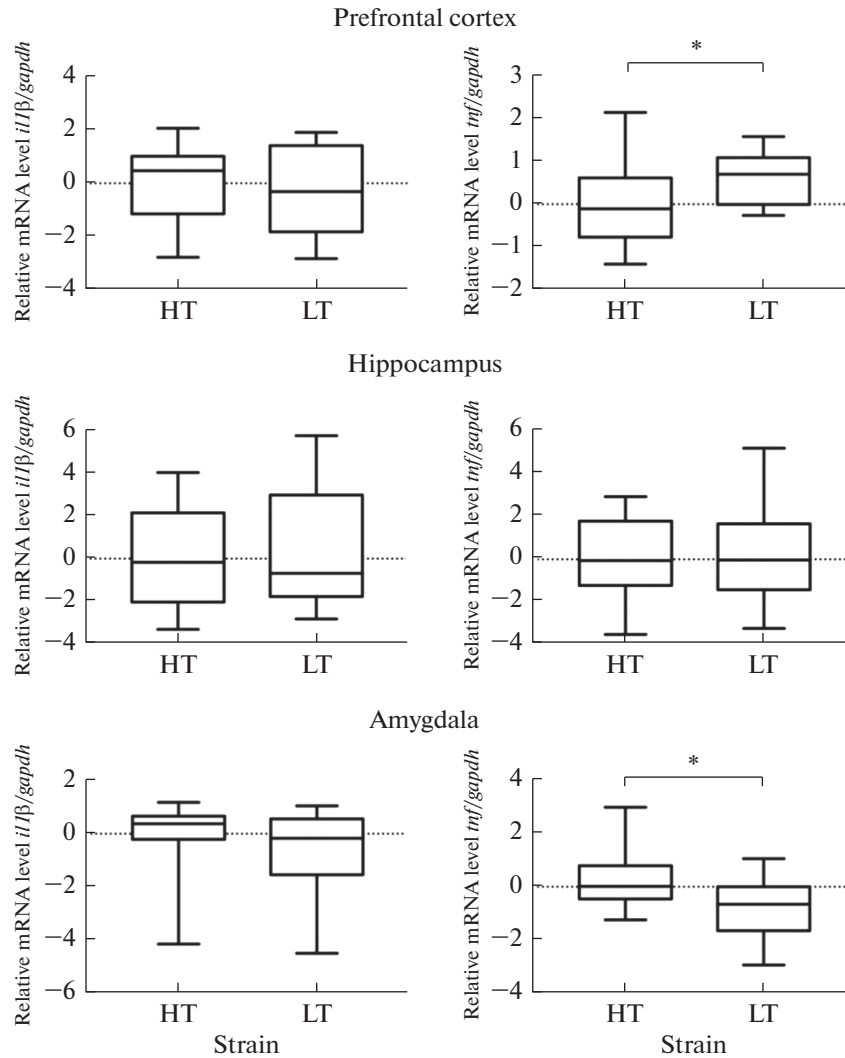 Prefrontal cortex
Relative mRNA level il1β/gapdh
4
2
0
−2
−4
HT LT
Relative mRNA level tnf/gapdh
3
2
1
0
−1
−2
*
HT LT
Hippocampus
Relative mRNA level il1β/gapdh
6
4
2
0
−2
−4
HT LT
Relative mRNA level tnf/gapdh
6
4
2
0
−2
−4
HT LT
Amygdala
Relative mRNA level il1β/gapdh
2
0
−2
−4
−6
HT LT
Strain
Relative mRNA level tnf/gapdh
4
2
0
−2
−4
*
HT LT
Strain